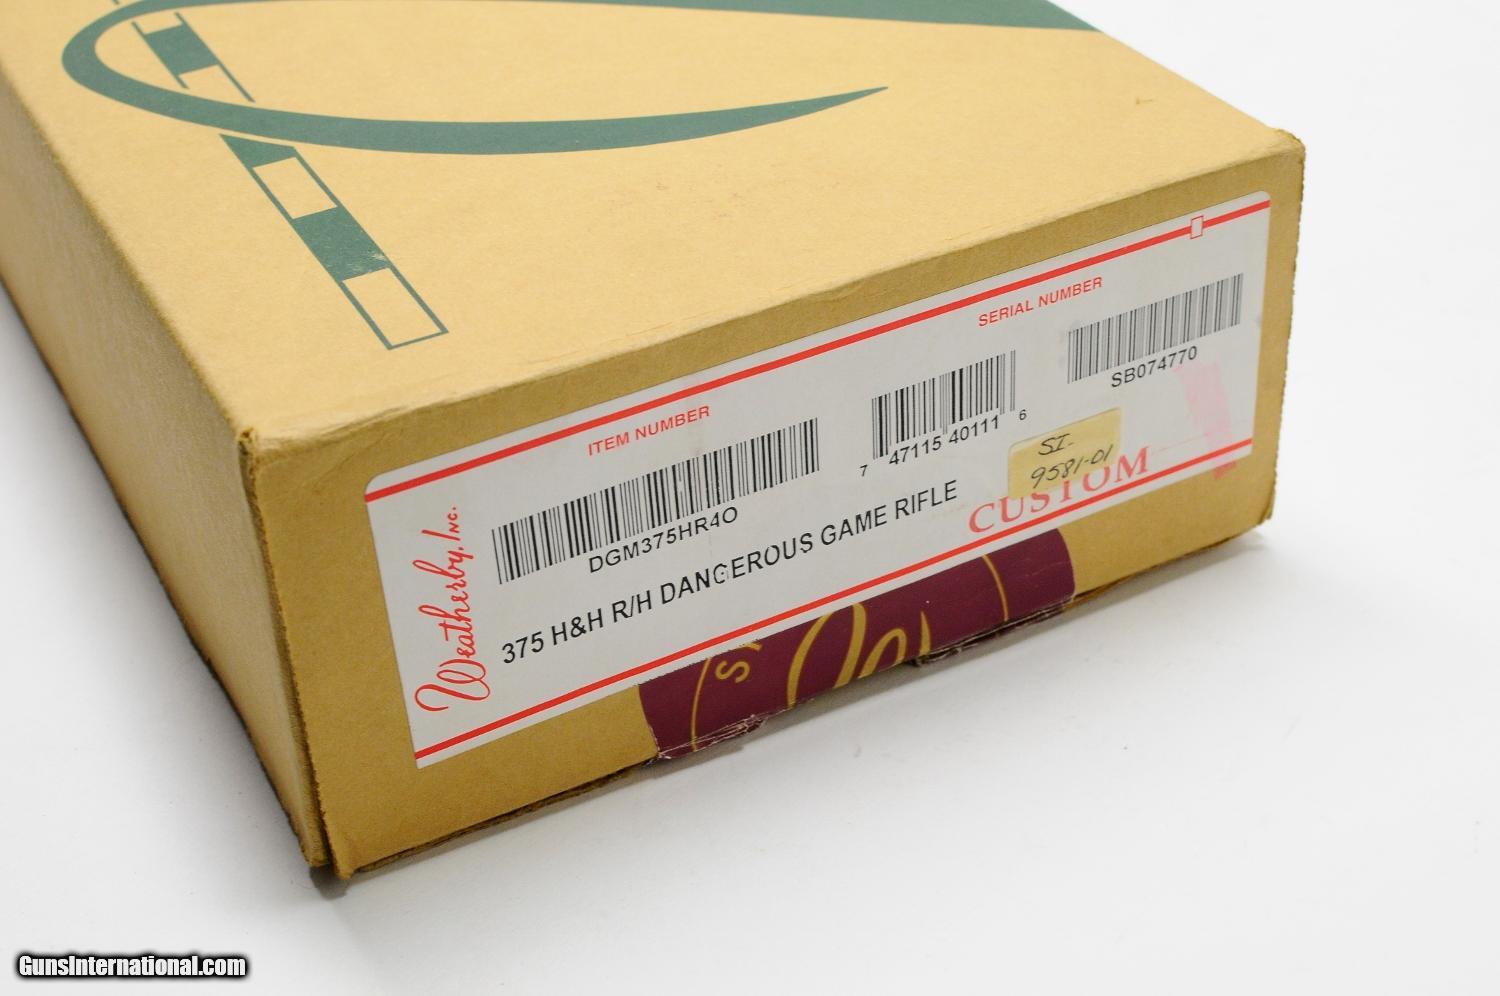 ITEM NUMBER
SERIAL NUMBER
DGM375HR4O
7 47115 40111 6
SB074770
SI-
9581-01
375 H&H R/H DANGEROUS GAME RIFLE
CUSTOM
Weatherby, Inc.
GunsInternational.com